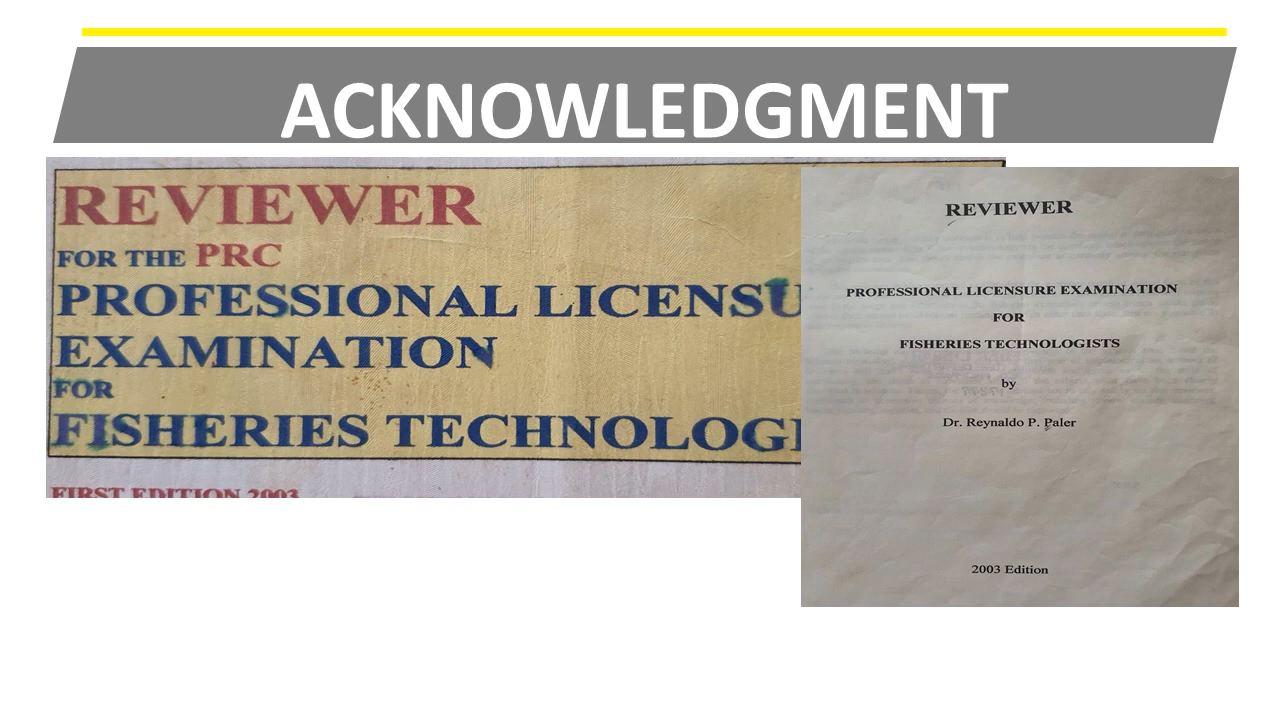 ACKNOWLEDGMENT
REVIEWER
FOR THE PRC
PROFESSIONAL LICENSU
EXAMINATION
FOR
FISHERIES TECHNOLOGI
FIRST EDITION 2003
REVIEWER
PROFESSIONAL LICENSURE EXAMINATION
FOR
FISHERIES TECHNOLOGISTS
by
Dr. Reynaldo P. Paler
2003 Edition